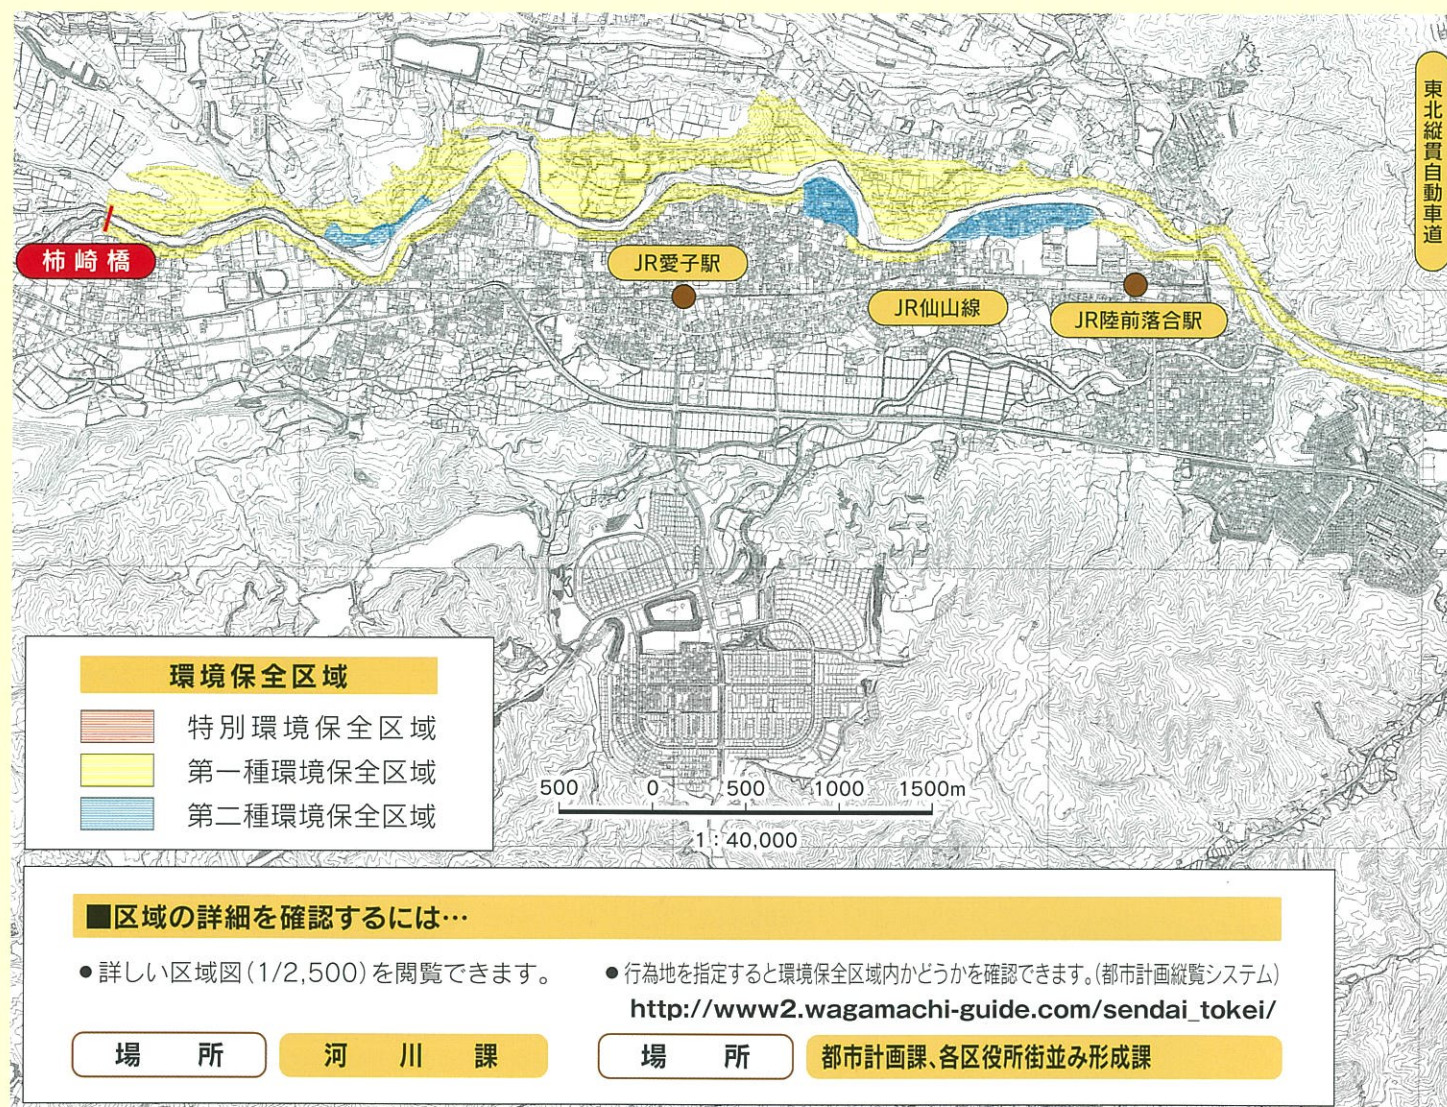 東北縦貫自動車道
柿崎橋
JR愛子駅
JR仙山線
JR陸前落合駅
環境保全区域
特別環境保全区域
第一種環境保全区域
第二種環境保全区域
500 0 500 1000 1500m
1：40,000
■区域の詳細を確認するには…
●詳しい区域図(1/2,500)を閲覧できます。
場所 河川課
●行為地を指定すると環境保全区域内かどうかを確認できます。(都市計画縦覧システム)
http://www2.wagamachi-guide.com/sendai_tokei/
場所 都市計画課、各区役所街並み形成課